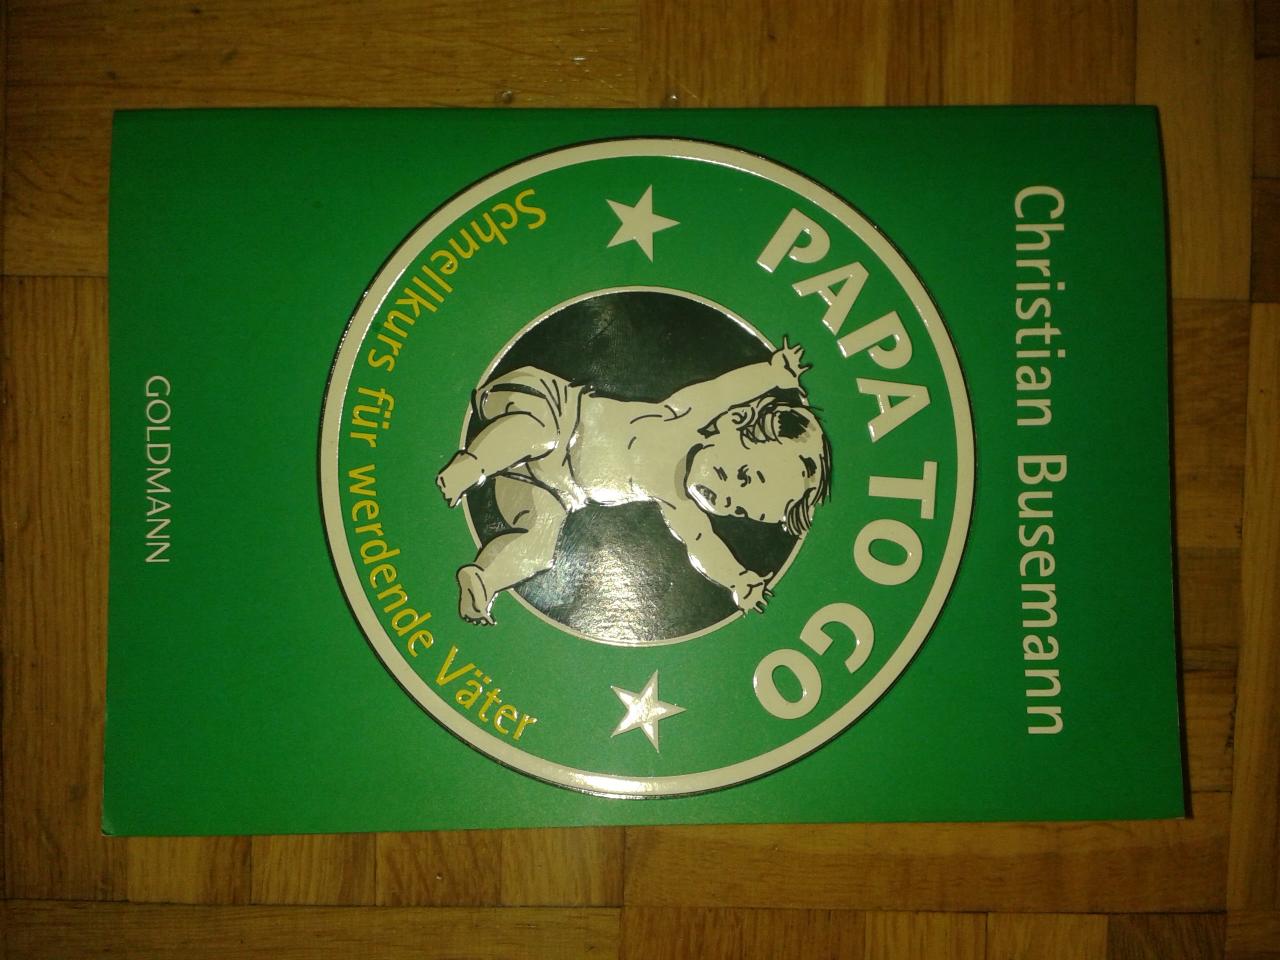 Christian Busemann
PAPA TO GO
Schnellkurs für werdende Väter
GOLDMANN